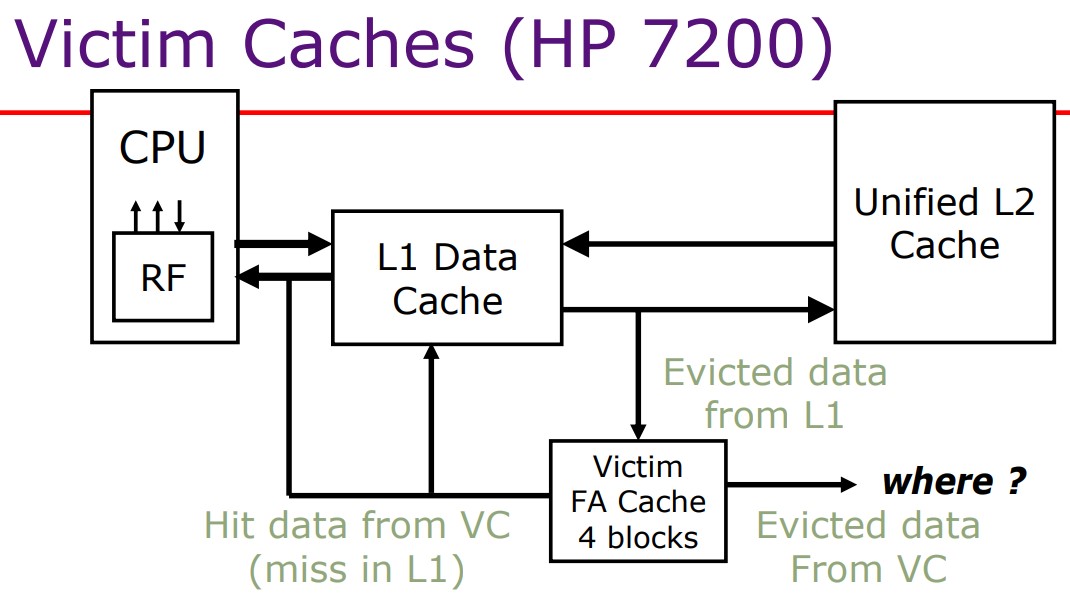 Victim Caches (HP 7200)
CPU
RF
L1 Data
Cache
Unified L2
Cache
Evicted data
from L1
Victim
FA Cache
4 blocks
where ?
Hit data from VC
(miss in L1)
Evicted data
From VC